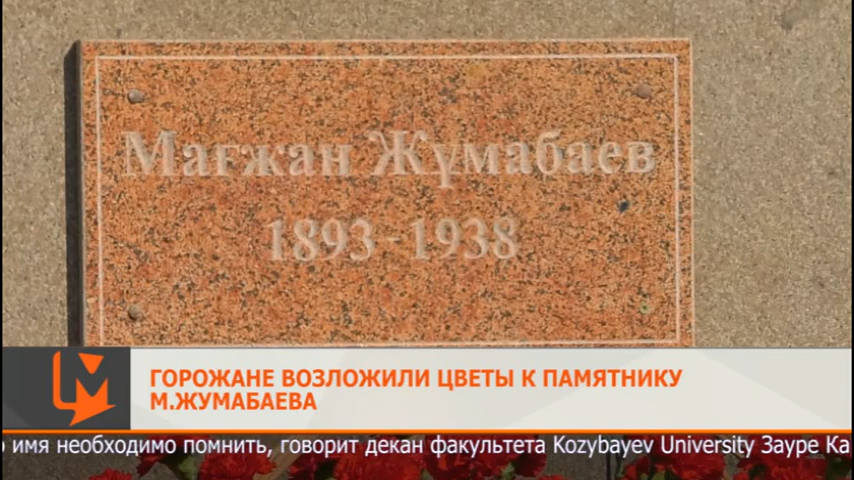 Мағжан Жұмабаев
1893-1938
ГОРОЖАНЕ ВОЗЛОЖИЛИ ЦВЕТЫ К ПАМЯТНИКУ
М.ЖУМАБАЕВА
имя необходимо помнить, говорит декан факультета Kozybayev University Зауре